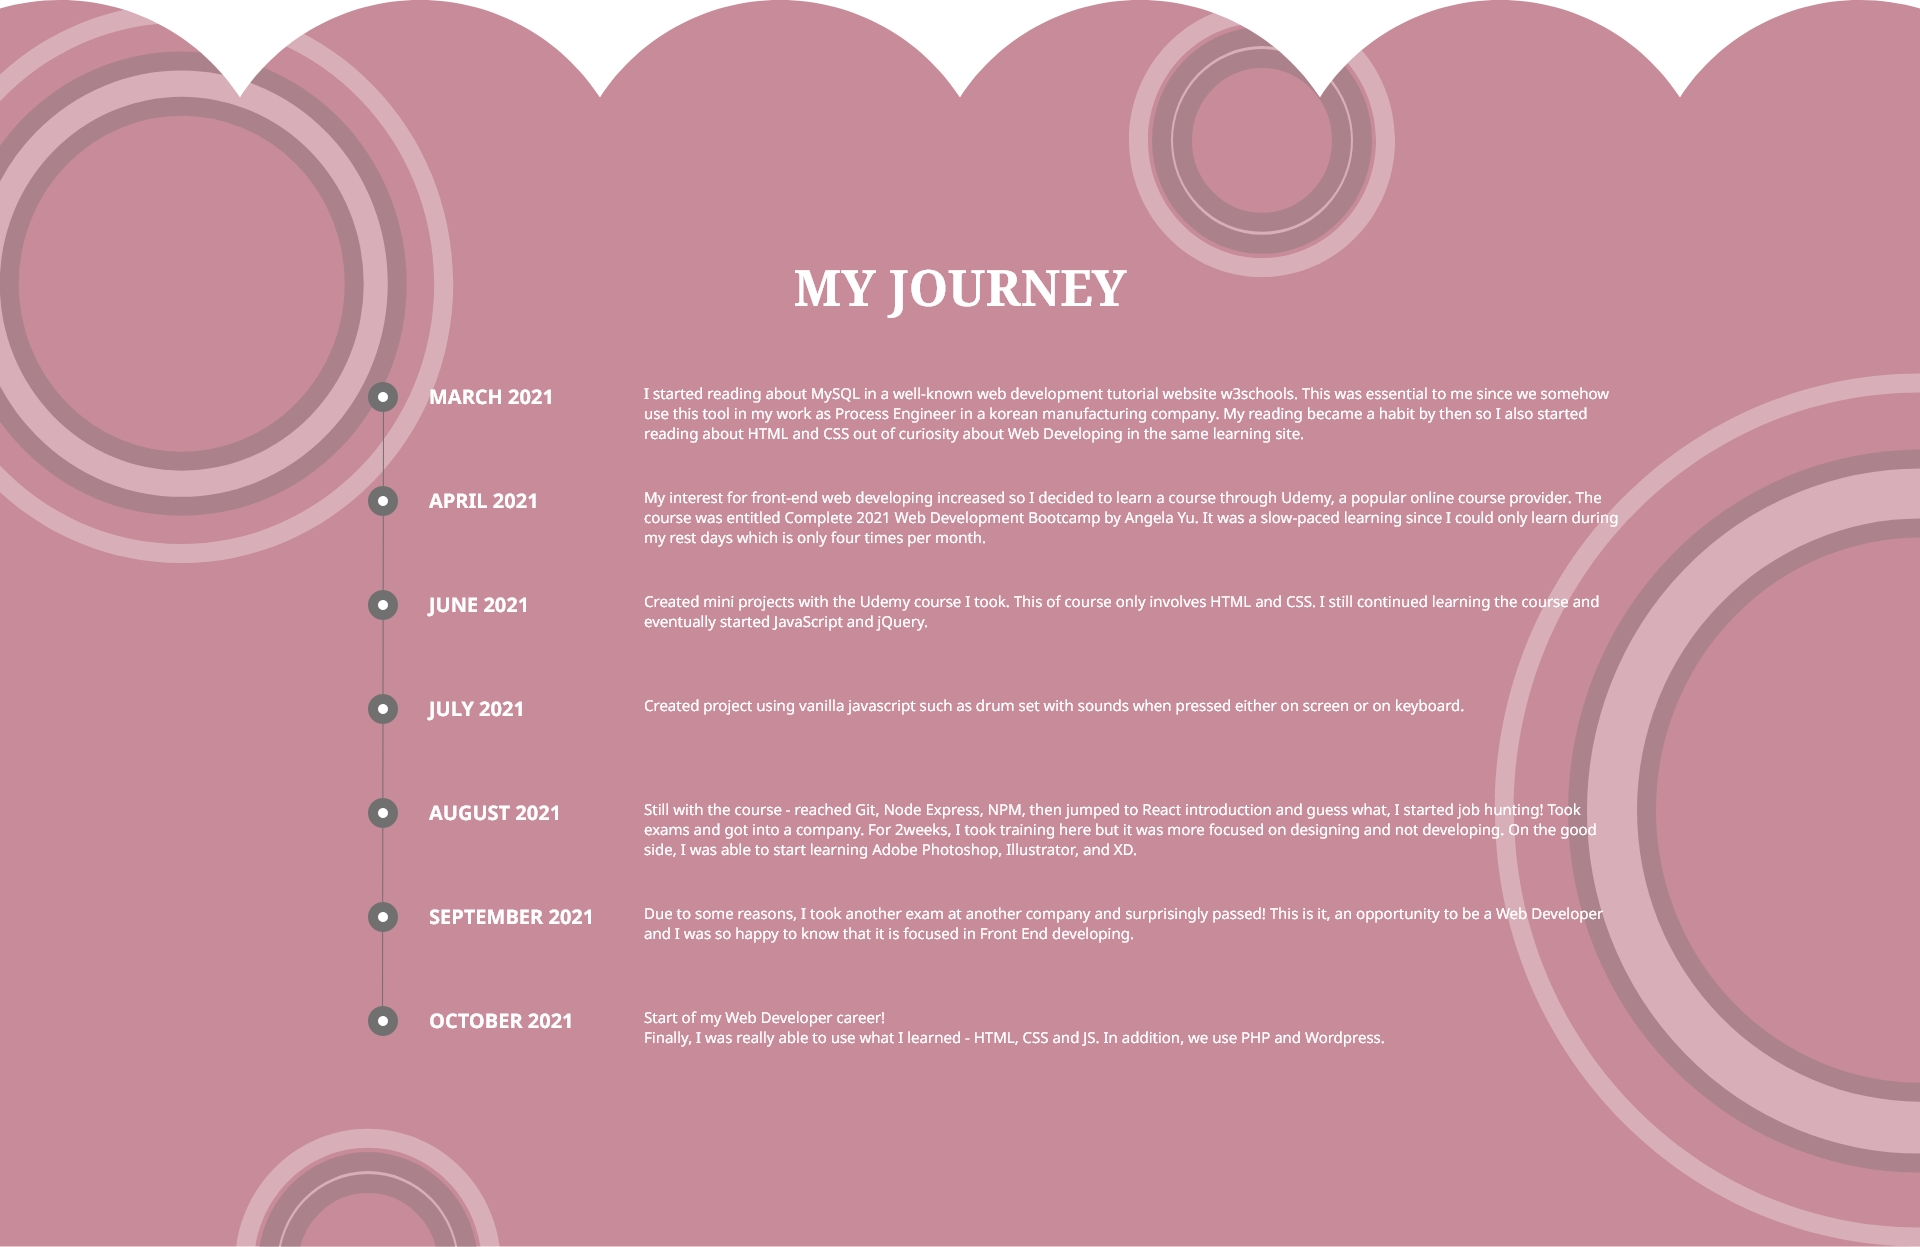 MY JOURNEY
MARCH 2021
I started reading about MySQL in a well-known web development tutorial website w3schools. This was essential to me since we somehow
use this tool in my work as Process Engineer in a korean manufacturing company. My reading became a habit by then so I also started
reading about HTML and CSS out of curiosity about Web Developing in the same learning site.
APRIL 2021
My interest for front-end web developing increased so I decided to learn a course through Udemy, a popular online course provider. The
course was entitled Complete 2021 Web Development Bootcamp by Angela Yu. It was a slow-paced learning since I could only learn during
my rest days which is only four times per month.
JUNE 2021
Created mini projects with the Udemy course I took. This of course only involves HTML and CSS. I still continued learning the course and
eventually started JavaScript and jQuery.
JULY 2021
Created project using vanilla javascript such as drum set with sounds when pressed either on screen or on keyboard.
AUGUST 2021
Still with the course - reached Git, Node Express, NPM, then jumped to React introduction and guess what, I started job hunting! Took
exams and got into a company. For 2weeks, I took training here but it was more focused on designing and not developing. On the good
side, I was able to start learning Adobe Photoshop, Illustrator, and XD.
SEPTEMBER 2021
Due to some reasons, I took another exam at another company and surprisingly passed! This is it, an opportunity to be a Web Developer
and I was so happy to know that it is focused in Front End developing.
OCTOBER 2021
Start of my Web Developer career!
Finally, I was really able to use what I learned - HTML, CSS and JS. In addition, we use PHP and Wordpress.